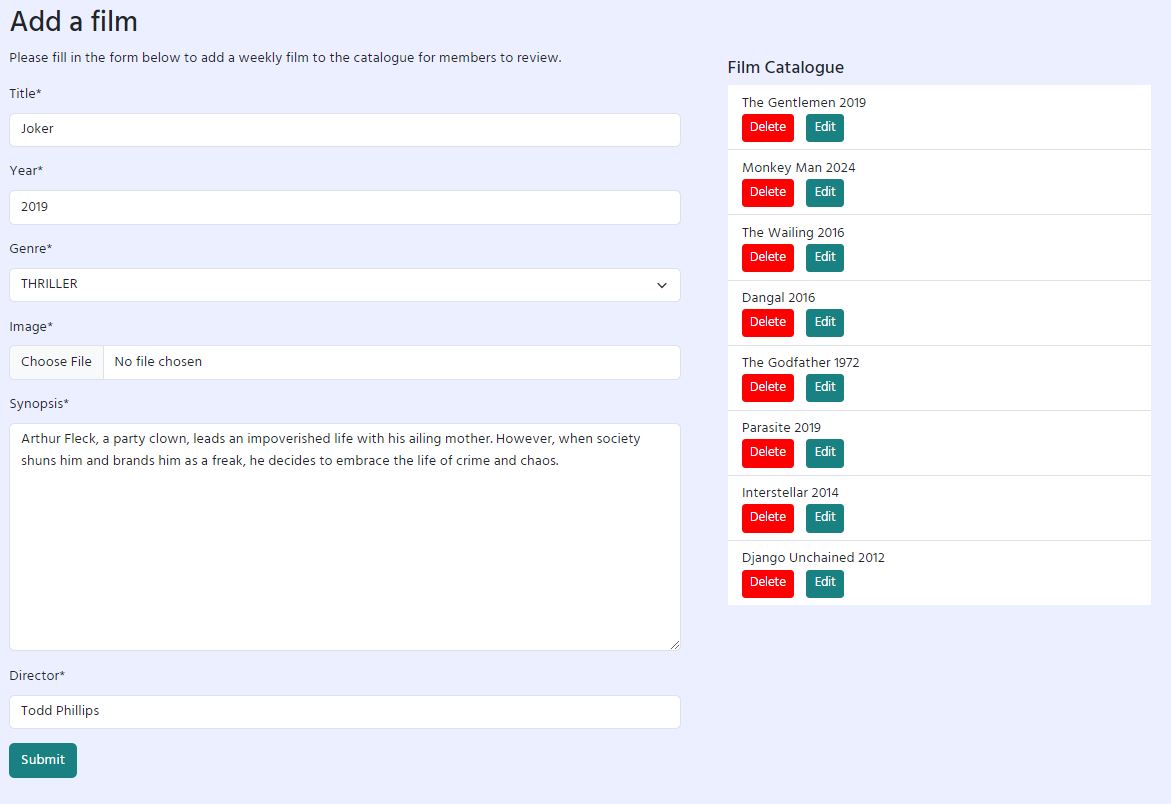 Add a film
Please fill in the form below to add a weekly film to the catalogue for members to review.
Title*
Joker
Year*
2019
Genre*
THRILLER
Image*
Choose File No file chosen
Synopsis*
Arthur Fleck, a party clown, leads an impoverished life with his ailing mother. However, when society
shuns him and brands him as a freak, he decides to embrace the life of crime and chaos.
Director*
Todd Phillips
Submit
Film Catalogue
The Gentlemen 2019
Delete Edit
Monkey Man 2024
Delete Edit
The Wailing 2016
Delete Edit
Dangal 2016
Delete Edit
The Godfather 1972
Delete Edit
Parasite 2019
Delete Edit
Interstellar 2014
Delete Edit
Django Unchained 2012
Delete Edit